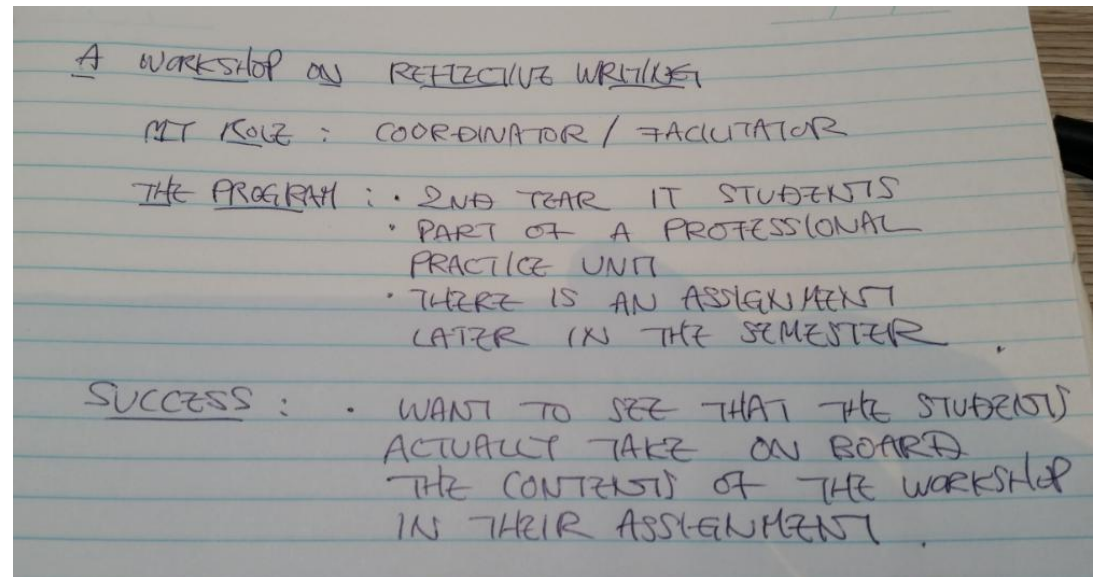 A WORKSHOP ON REFLECTIVE WRITING
MY ROLE : COORDINATOR / FACILITATOR
THE PROGRAM : · 2ND YEAR IT STUDENTS
· PART OF A PROFESSIONAL
PRACTICE UNIT
· THERE IS AN ASSIGNMENT
LATER IN THE SEMESTER .
SUCCESS : · WANT TO SEE THAT THE STUDENTS
ACTUALLY TAKE ON BOARD
THE CONTENTS OF THE WORKSHOP
IN THEIR ASSIGNMENT .